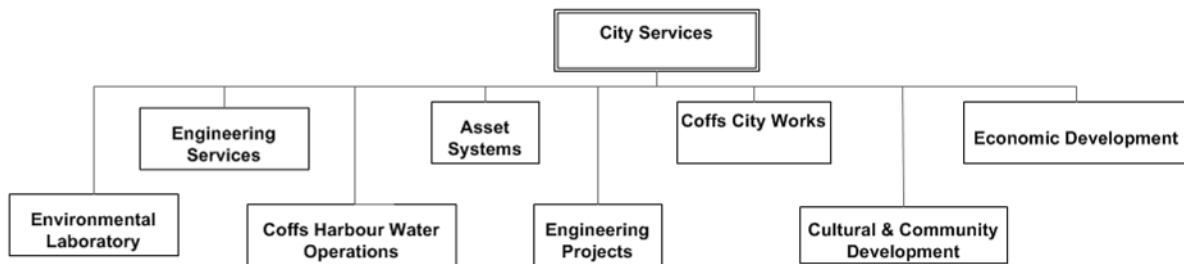 City Services
Engineering
Services
Asset
Systems
Coffs City Works
Economic Development
Environmental
Laboratory
Coffs Harbour Water
Operations
Engineering
Projects
Cultural & Community
Development